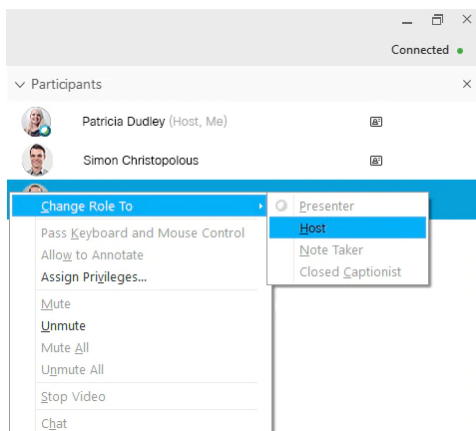 Connected
Participants
Patricia Dudley (Host, Me)
Simon Christopolous
Change Role To
Presenter
Host
Note Taker
Closed Captionist
Pass Keyboard and Mouse Control
Allow to Annotate
Assign Privileges...
Mute
Unmute
Mute All
Unmute All
Stop Video
Chat